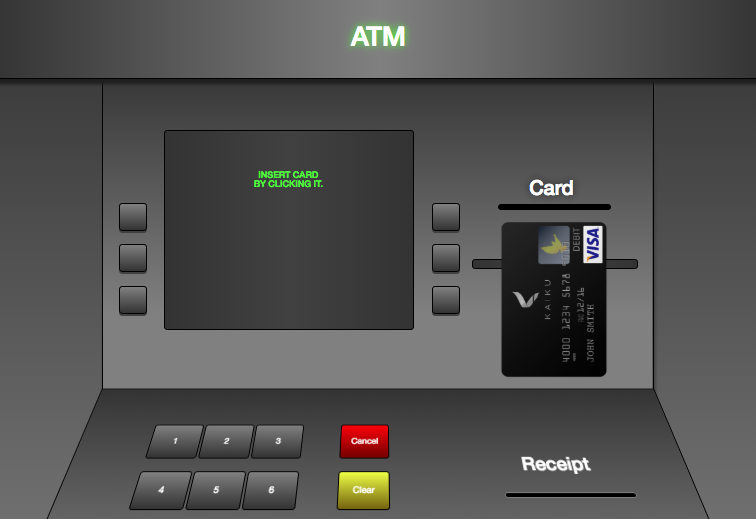 ATM
INSERT CARD
BY CLICKING IT.
Card
DEBIT
VISA
KAIKU
4000 1234 5678
12/16
JOHN SMITH
1
2
3
Cancel
4
5
6
Clear
Receipt